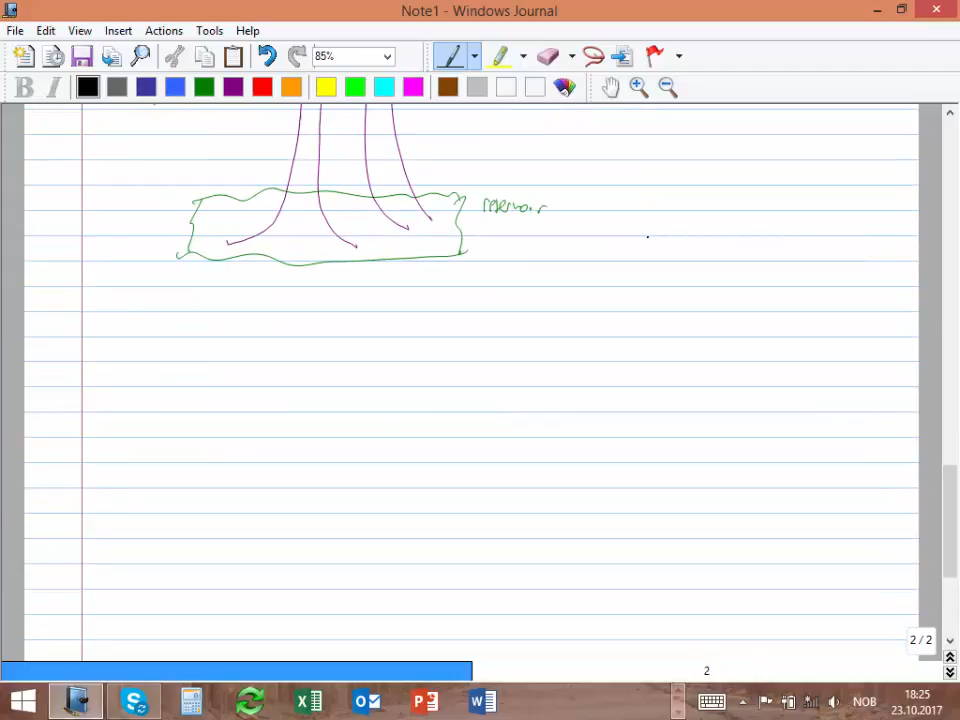 Note1 - Windows Journal
File Edit View Insert Actions Tools Help
85%
B I
reservoir
2 / 2
2
NOB
18:25
23.10.2017